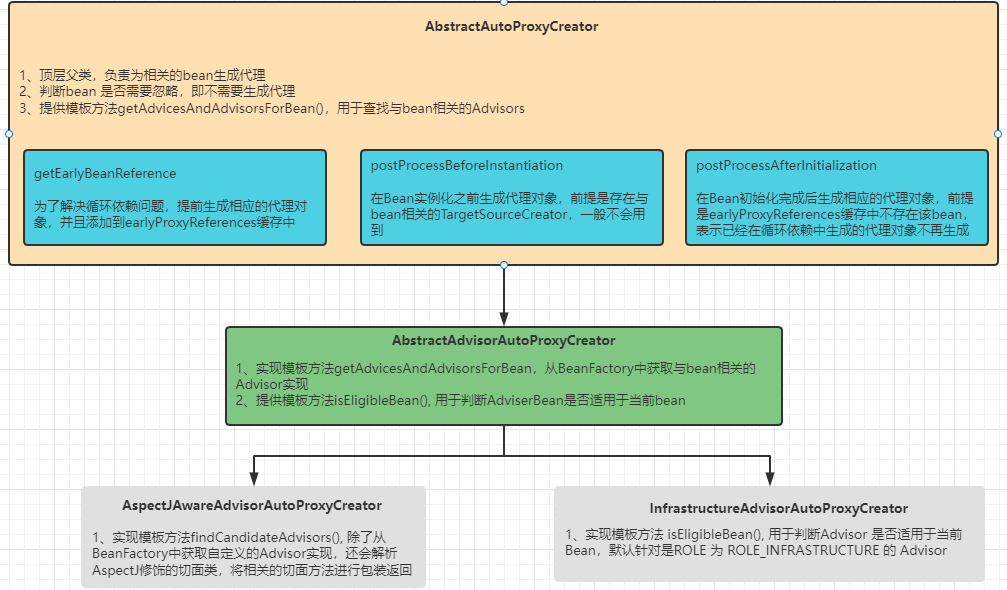 AbstractAutoProxyCreator
1、顶层父类，负责为相关的bean生成代理
2、判断bean 是否需要忽略，即不需要生成代理
3、提供模板方法getAdvicesAndAdvisorsForBean()，用于查找与bean相关的Advisors
getEarlyBeanReference
为了解决循环依赖问题，提前生成相应的代理对
象，并且添加到earlyProxyReferences缓存中
postProcessBeforeInstantiation
在Bean实例化之前生成代理对象，前提是存在与
bean相关的TargetSourceCreator，一般不会用
到
postProcessAfterInitialization
在Bean初始化完成后生成相应的代理对象，前提
是earlyProxyReferences缓存中不存在该bean，
表示已经在循环依赖中生成的代理对象不再生成
AbstractAdvisorAutoProxyCreator
1、实现模板方法getAdvicesAndAdvisorsForBean，从BeanFactory中获取与bean相关的
Advisor实现
2、提供模板方法isEligibleBean(), 用于判断AdviserBean是否适用于当前bean
AspectJAwareAdvisorAutoProxyCreator
1、实现模板方法findCandidateAdvisors(), 除了从
BeanFactory中获取自定义的Advisor实现，还会解析
AspectJ修饰的切面类，将相关的切面方法进行包装返回
InfrastructureAdvisorAutoProxyCreator
1、实现模板方法 isEligibleBean(), 用于判断Advisor 是否适用于当前
Bean，默认针对是ROLE 为 ROLE_INFRASTRUCTURE 的 Advisor